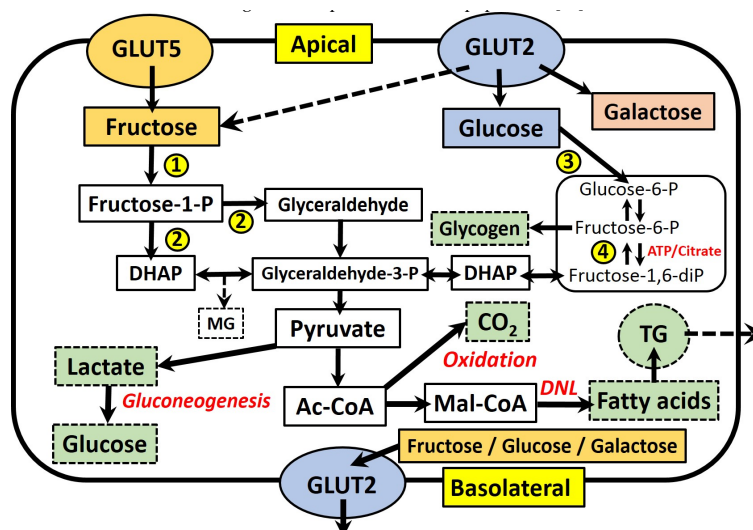 GLUT5
Apical
GLUT2
Fructose
Glucose
Galactose
1
3
Fructose-1-P
2
Glyceraldehyde
Glycogen
Glucose-6-P
Fructose-6-P
4
ATP/Citrate
Fructose-1,6-diP
2
DHAP
Glyceraldehyde-3-P
DHAP
MG
Pyruvate
CO₂
TG
Lactate
Oxidation
Gluconeogenesis
Ac-CoA
Mal-CoA
DNL
Fatty acids
Glucose
Fructose / Glucose / Galactose
GLUT2
Basolateral